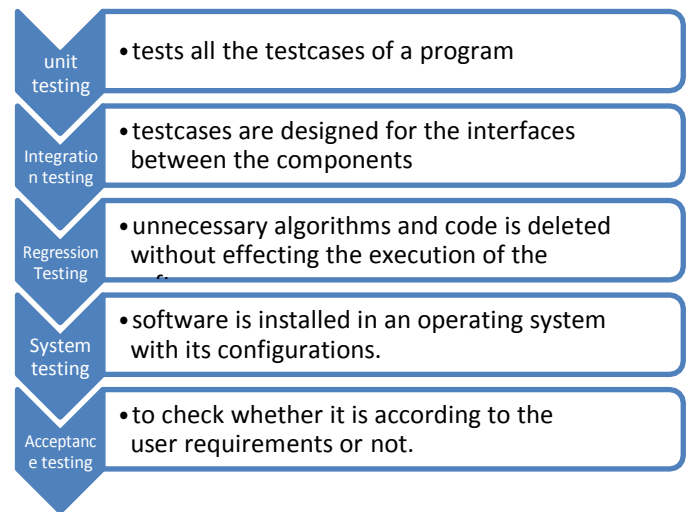 unit
testing
•tests all the testcases of a program
Integratio
n testing
•testcases are designed for the interfaces
between the components
Regression
Testing
•unnecessary algorithms and code is deleted
without effecting the execution of the
System
testing
•software is installed in an operating system
with its configurations.
Acceptanc
e testing
•to check whether it is according to the
user requirements or not.